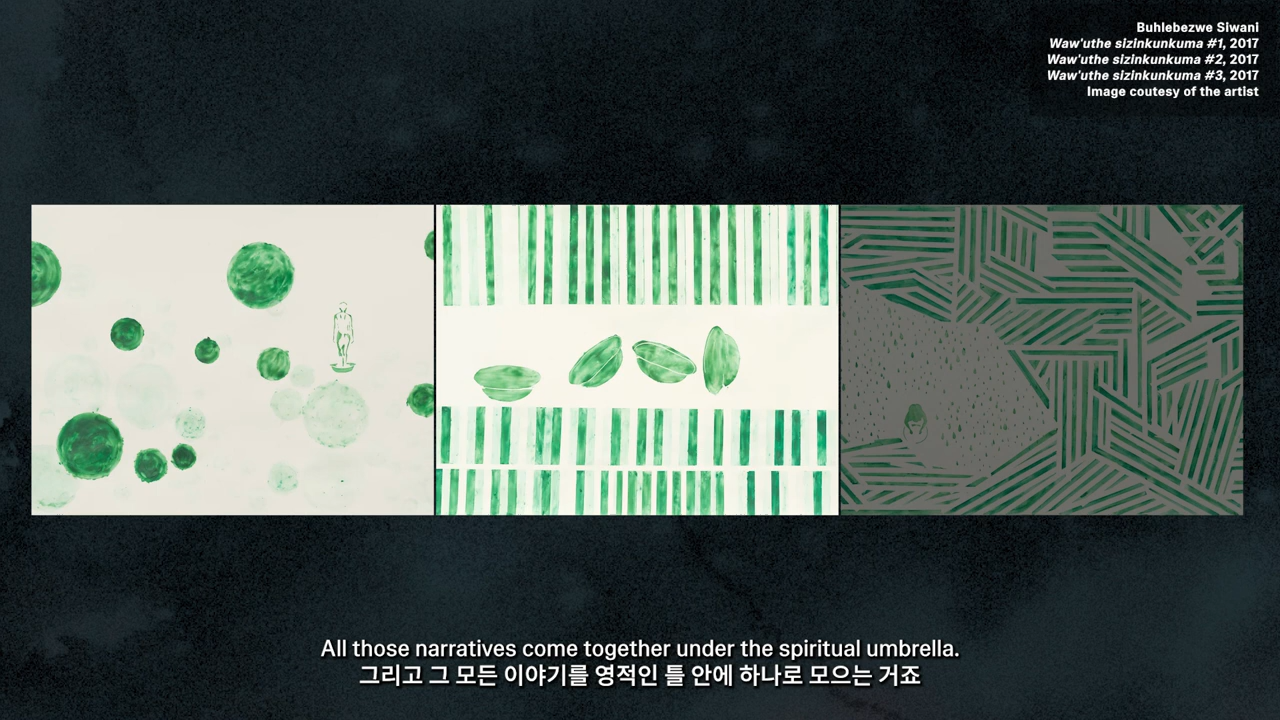 Buhlebezwe Siwani
Waw'uthe sizinkunkuma #1, 2017
Waw'uthe sizinkunkuma #2, 2017
Waw'uthe sizinkunkuma #3, 2017
Image coutesy of the artist
All those narratives come together under the spiritual umbrella.
그리고 그 모든 이야기를 영적인 틀 안에 하나로 모으는 거죠